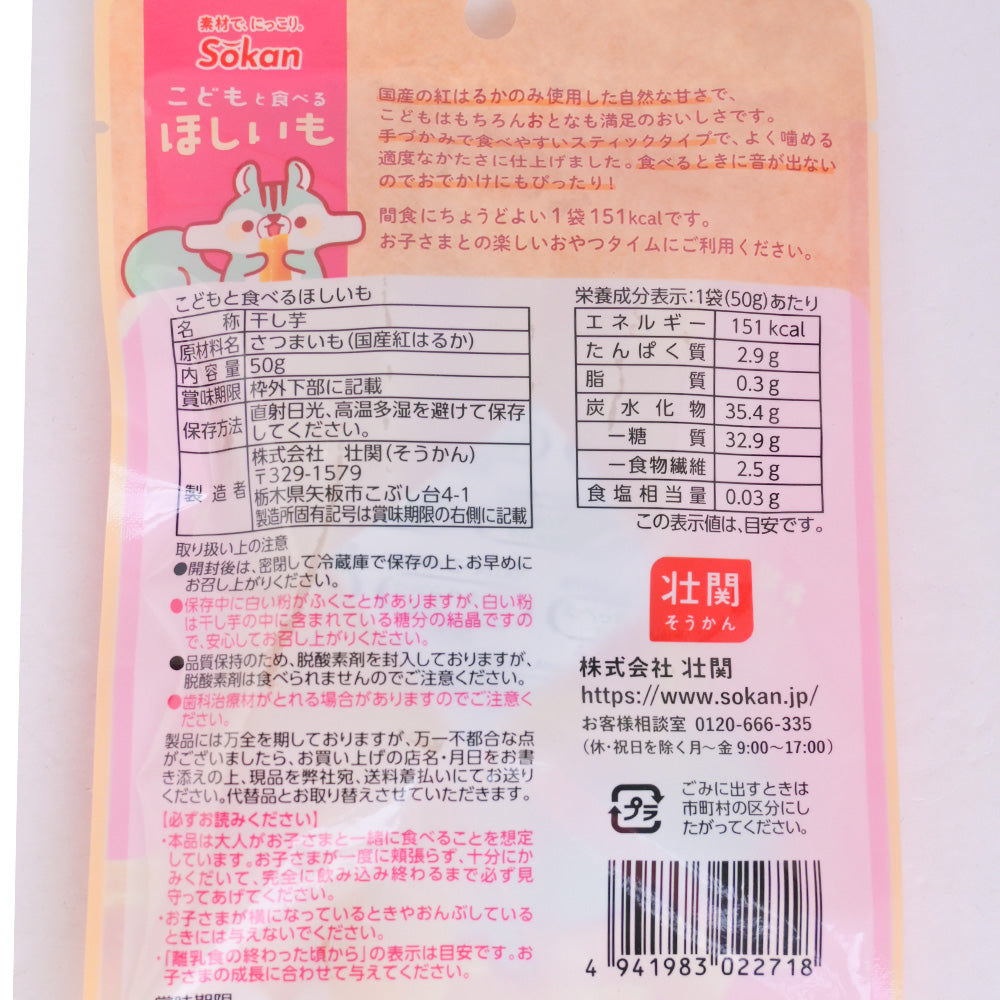 素材で、にっこり。
Sokan
こどもと食べる
ほしいも
国産の紅はるかのみ使用した自然な甘さで、
こどもはもちろんおとなも満足のおいしさです。
手づかみで食べやすいスティックタイプで、よく噛める
適度なかたさに仕上げました。食べるときに音が出ない
のでおでかけにもぴったり!
間食にちょうどよい1袋151kcalです。
お子さまとの楽しいおやつタイムにご利用ください。
こどもと食べるほしいも
名称 干し芋
原材料名 さつまいも(国産紅はるか)
内容量 50g
賞味期限 枠外下部に記載
保存方法 直射日光、高温多湿を避けて保存
してください。
製造者 株式会社 壮関(そうかん)
〒329-1579
栃木県矢板市こぶし台4-1
製造所固有記号は賞味期限の右側に記載
栄養成分表示:1袋(50g)あたり
エネルギー 151kcal
たんぱく質 2.9g
脂質 0.3g
炭水化物 35.4g
－糖質 32.9g
－食物繊維 2.5g
食塩相当量 0.03g
この表示値は、目安です。
取り扱い上の注意
●開封後は、密閉して冷蔵庫で保存の上、お早めに
お召し上がりください。
●保存中に白い粉がふくことがありますが、白い粉
は干し芋の中に含まれている糖分の結晶ですの
で、安心してお召し上がりください。
●品質保持のため、脱酸素剤を封入しておりますが、
脱酸素剤は食べられませんのでご注意ください。
●歯科治療材がとれる場合がありますのでご注意く
ださい。
製品には万全を期しておりますが、万一不都合な点
がございましたら、お買い上げの店名・月日をお書
き添えの上、現品を弊社宛、送料着払いにてお送り
ください。代替品とお取り替えさせていただきます。
【必ずお読みください】
・本品は大人がお子さまと一緒に食べることを想定
しています。お子さまが一度に頬張らず、十分にか
みくだいて、完全に飲み込み終わるまで必ず見
守ってあげてください。
・お子さまが横になっているときやおんぶしている
ときには与えないでください。
・「離乳食の終わった頃から」の表示は目安です。お
子さまの成長に合わせて与えてください。
賞味期限
壮関
そうかん
株式会社 壮関
https://www.sokan.jp/
お客様相談室 0120-666-335
(休・祝日を除く月～金 9:00～17:00)
プラ
ごみに出すときは
市町村の区分にし
たがってください。
4 941983 022718